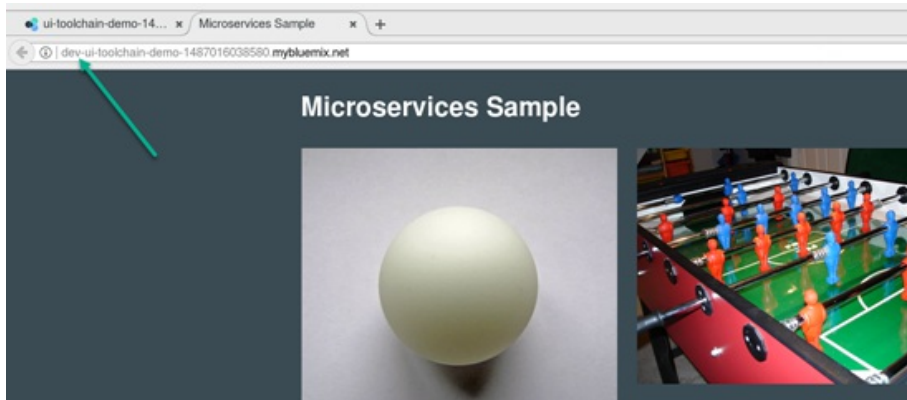 ui-toolchain-demo-14... × Microservices Sample × +
dev-ui-toolchain-demo-1487016038580.mybluemix.net
Microservices Sample